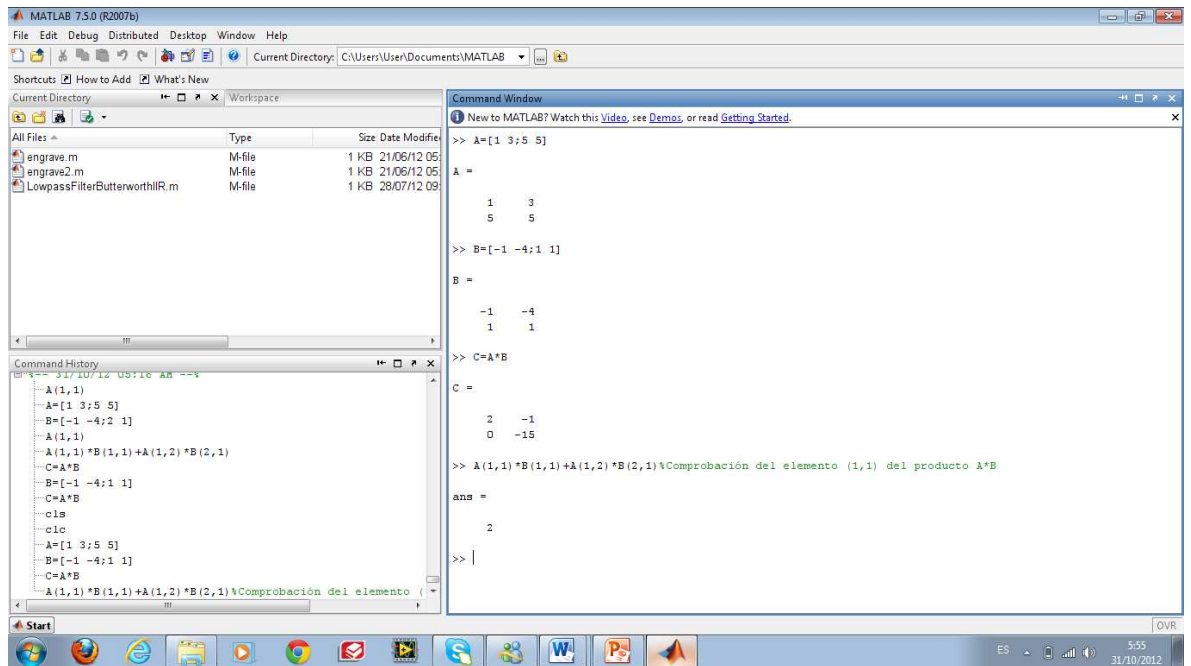 MATLAB 7.5.0 (R2007b)
File Edit Debug Distributed Desktop Window Help
Current Directory: C:\Users\User\Documents\MATLAB
Shortcuts How to Add What's New
Current Directory Workspace
All Files Type Size Date Modifie
engrave.m M-file 1 KB 21/06/12 05:
engrave2.m M-file 1 KB 21/06/12 05:
LowpassFilterButterworthIIR.m M-file 1 KB 28/07/12 09:
Command History
%-- 31/10/12 05:16 AM --%
A(1,1)
A=[1 3;5 5]
B=[-1 -4;2 1]
A(1,1)
A(1,1)*B(1,1)+A(1,2)*B(2,1)
C=A*B
B=[-1 -4;1 1]
C=A*B
cls
clc
A=[1 3;5 5]
B=[-1 -4;1 1]
C=A*B
A(1,1)*B(1,1)+A(1,2)*B(2,1)%Comprobación del elemento (
Command Window
New to MATLAB? Watch this Video, see Demos, or read Getting Started.
>> A=[1 3;5 5]
A =
1 3
5 5
>> B=[-1 -4;1 1]
B =
-1 -4
1 1
>> C=A*B
C =
2 -1
0 -15
>> A(1,1)*B(1,1)+A(1,2)*B(2,1)%Comprobación del elemento (1,1) del producto A*B
ans =
2
>>
Start OVR
ES 5:55
31/10/2012